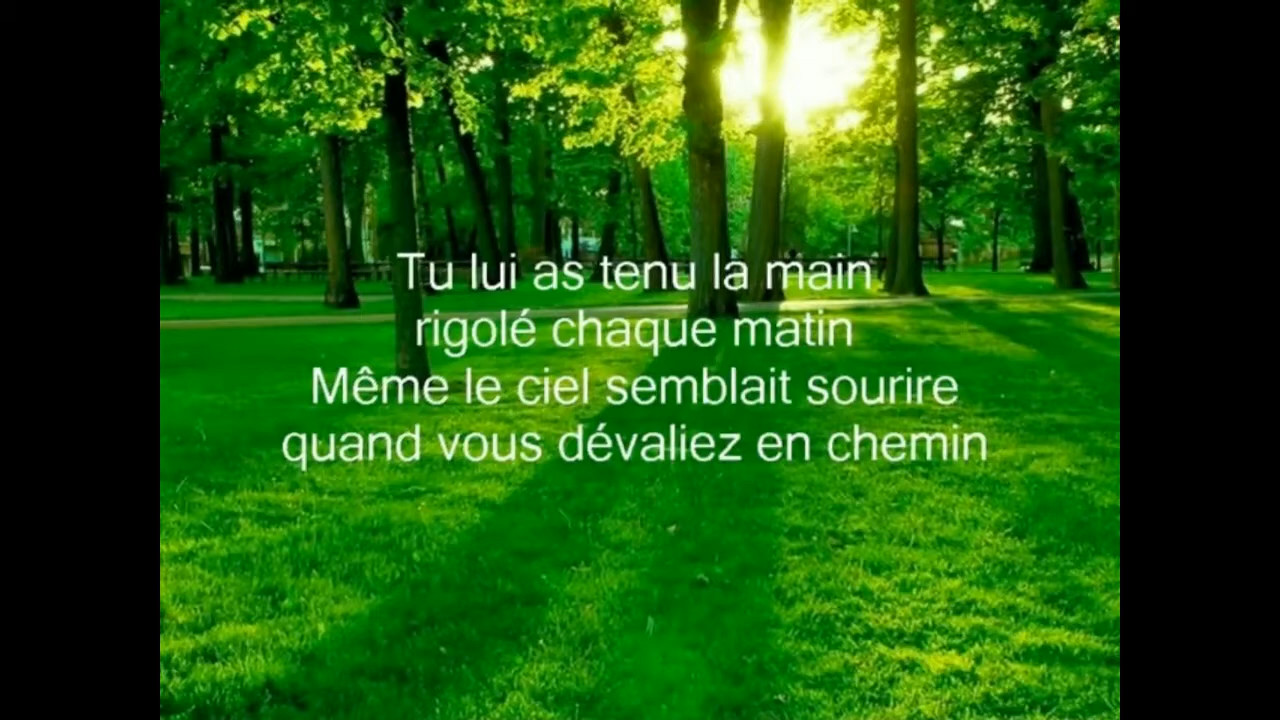 Tu lui as tenu la main
rigolé chaque matin
Même le ciel semblait sourire
quand vous dévaliez en chemin